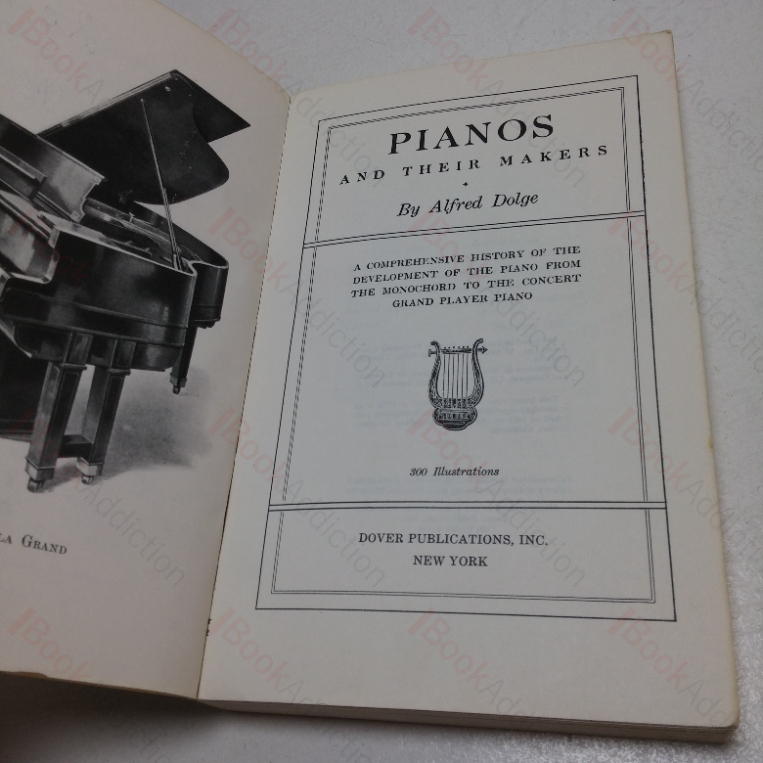 LA GRAND
PIANOS
AND THEIR MAKERS
By Alfred Dolge
A COMPREHENSIVE HISTORY OF THE
DEVELOPMENT OF THE PIANO FROM
THE MONOCHORD TO THE CONCERT
GRAND PLAYER PIANO
300 Illustrations
DOVER PUBLICATIONS, INC.
NEW YORK
BookAddiction